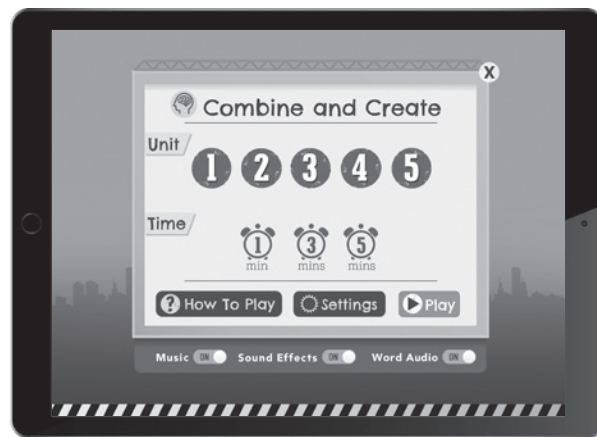 X
Combine and Create
Unit
1 2 3 4 5
Time
1 3 5
min mins mins
? How To Play Settings Play
Music ON Sound Effects ON Word Audio ON